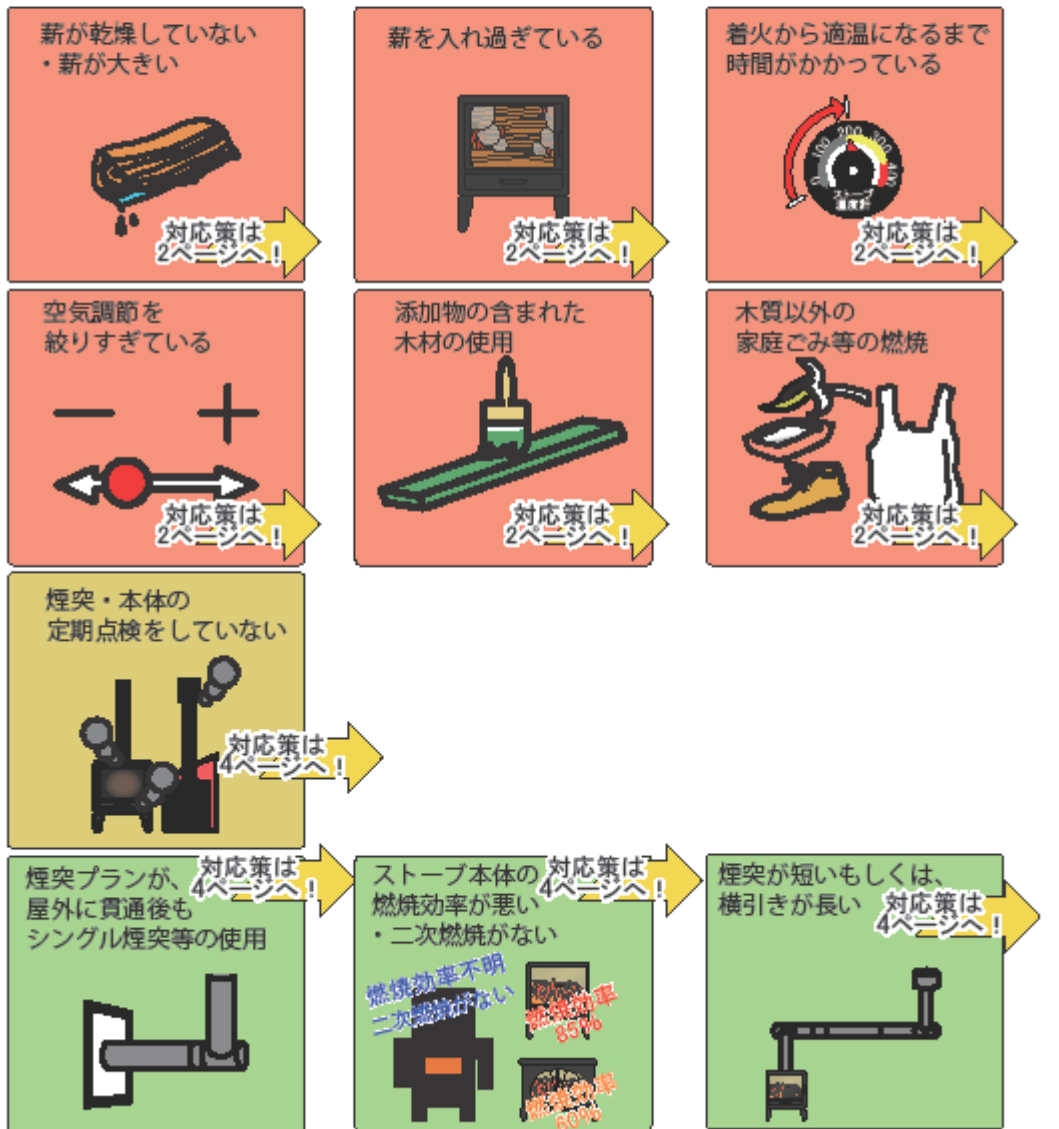 薪が乾燥していない
・薪が大きい
対応策は
2ページへ！
薪を入れ過ぎている
対応策は
2ページへ！
着火から適温になるまで
時間がかかっている
0 100 200 300 400
ストーブ
温度計
対応策は
2ページへ！
空気調節を
絞りすぎている
対応策は
2ページへ！
添加物の含まれた
木材の使用
対応策は
2ページへ！
木質以外の
家庭ごみ等の燃焼
対応策は
2ページへ！
煙突・本体の
定期点検をしていない
対応策は
4ページへ！
煙突プランが、
屋外に貫通後も
シングル煙突等の使用
対応策は
4ページへ！
ストーブ本体の
燃焼効率が悪い
・二次燃焼がない
対応策は
4ページへ！
燃焼効率不明
二次燃焼がない
燃焼効率
85%
燃焼効率
60%
煙突が短いもしくは、
横引きが長い
対応策は
4ページへ！